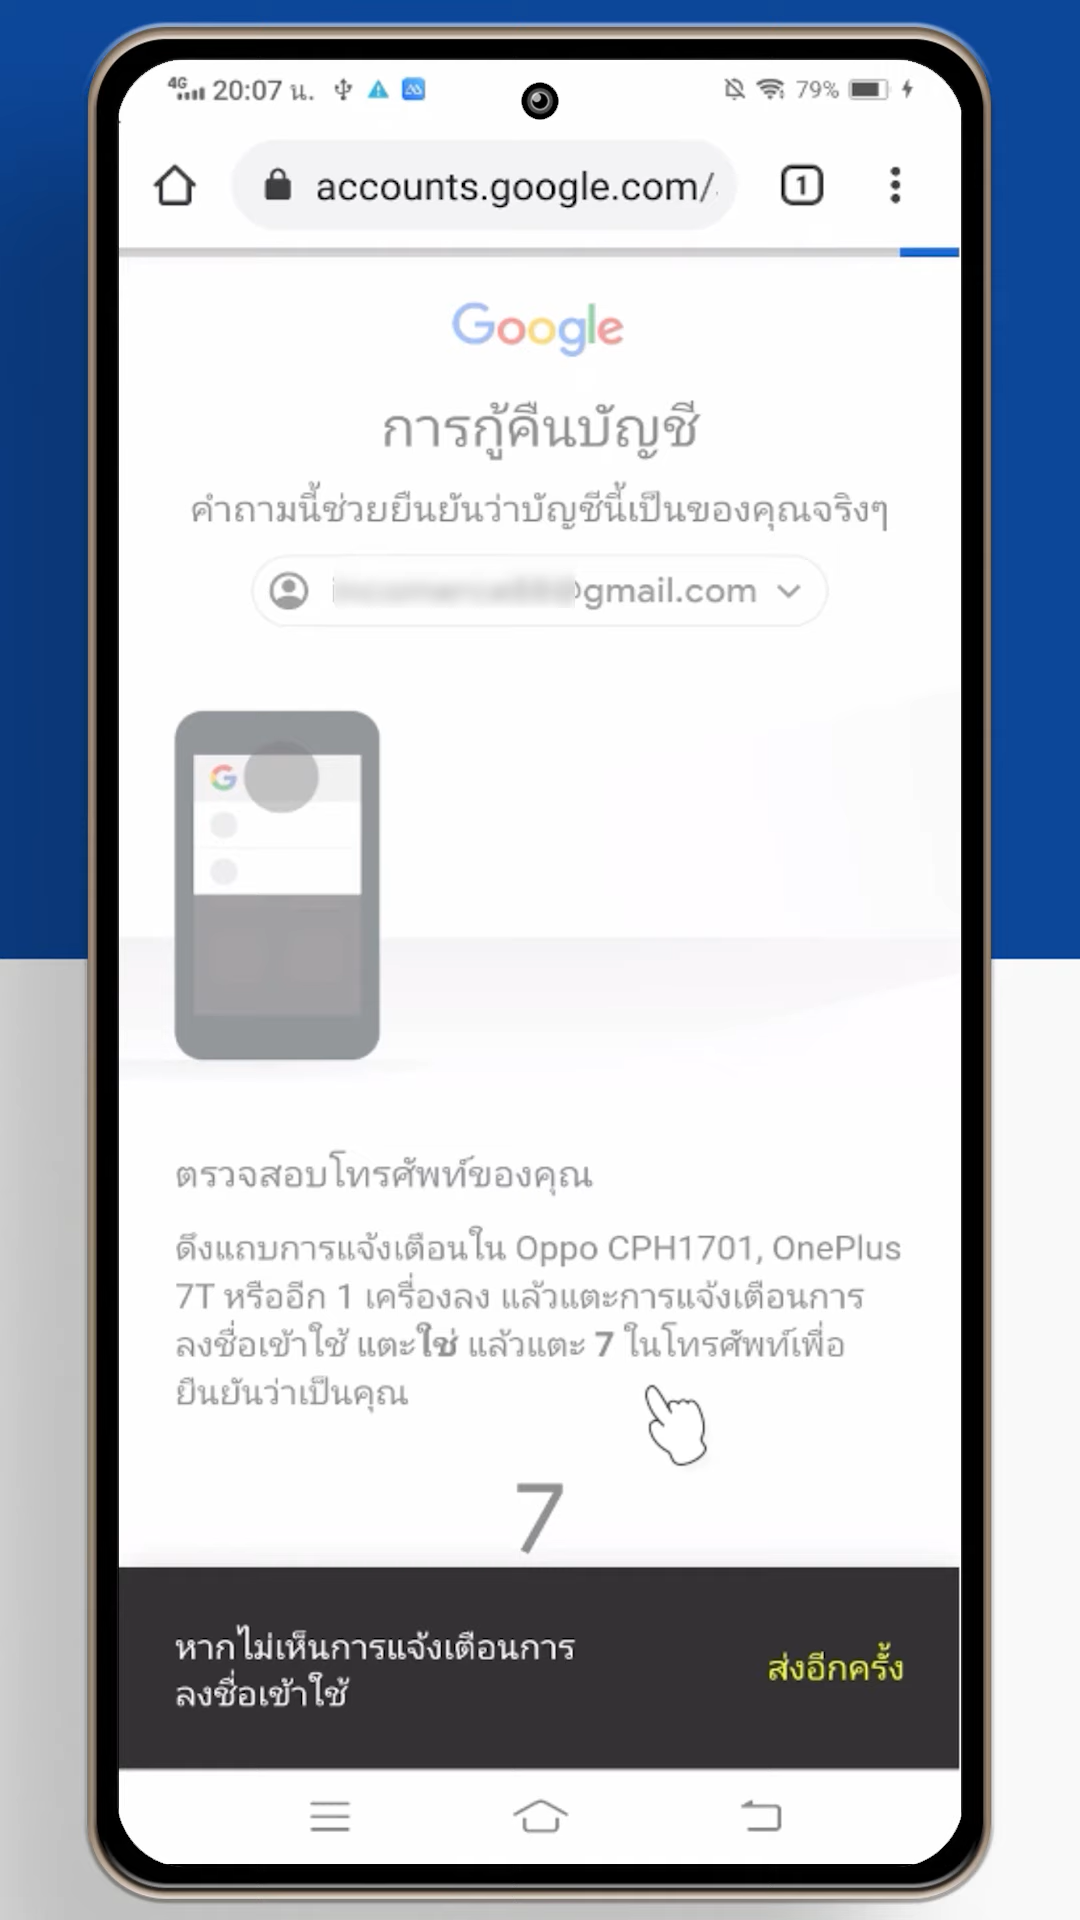 4G 20:07 น. 79%
accounts.google.com/
1
Google
การกู้คืนบัญชี
คำถามนี้ช่วยยืนยันว่าบัญชีนี้เป็นของคุณจริงๆ
@gmail.com
G
ตรวจสอบโทรศัพท์ของคุณ
ดึงแถบการแจ้งเตือนใน Oppo CPH1701, OnePlus
7T หรืออีก 1 เครื่องลง แล้วแตะการแจ้งเตือนการ
ลงชื่อเข้าใช้ แตะใช่ แล้วแตะ 7 ในโทรศัพท์เพื่อ
ยืนยันว่าเป็นคุณ
7
หากไม่เห็นการแจ้งเตือนการ
ลงชื่อเข้าใช้
ส่งอีกครั้ง